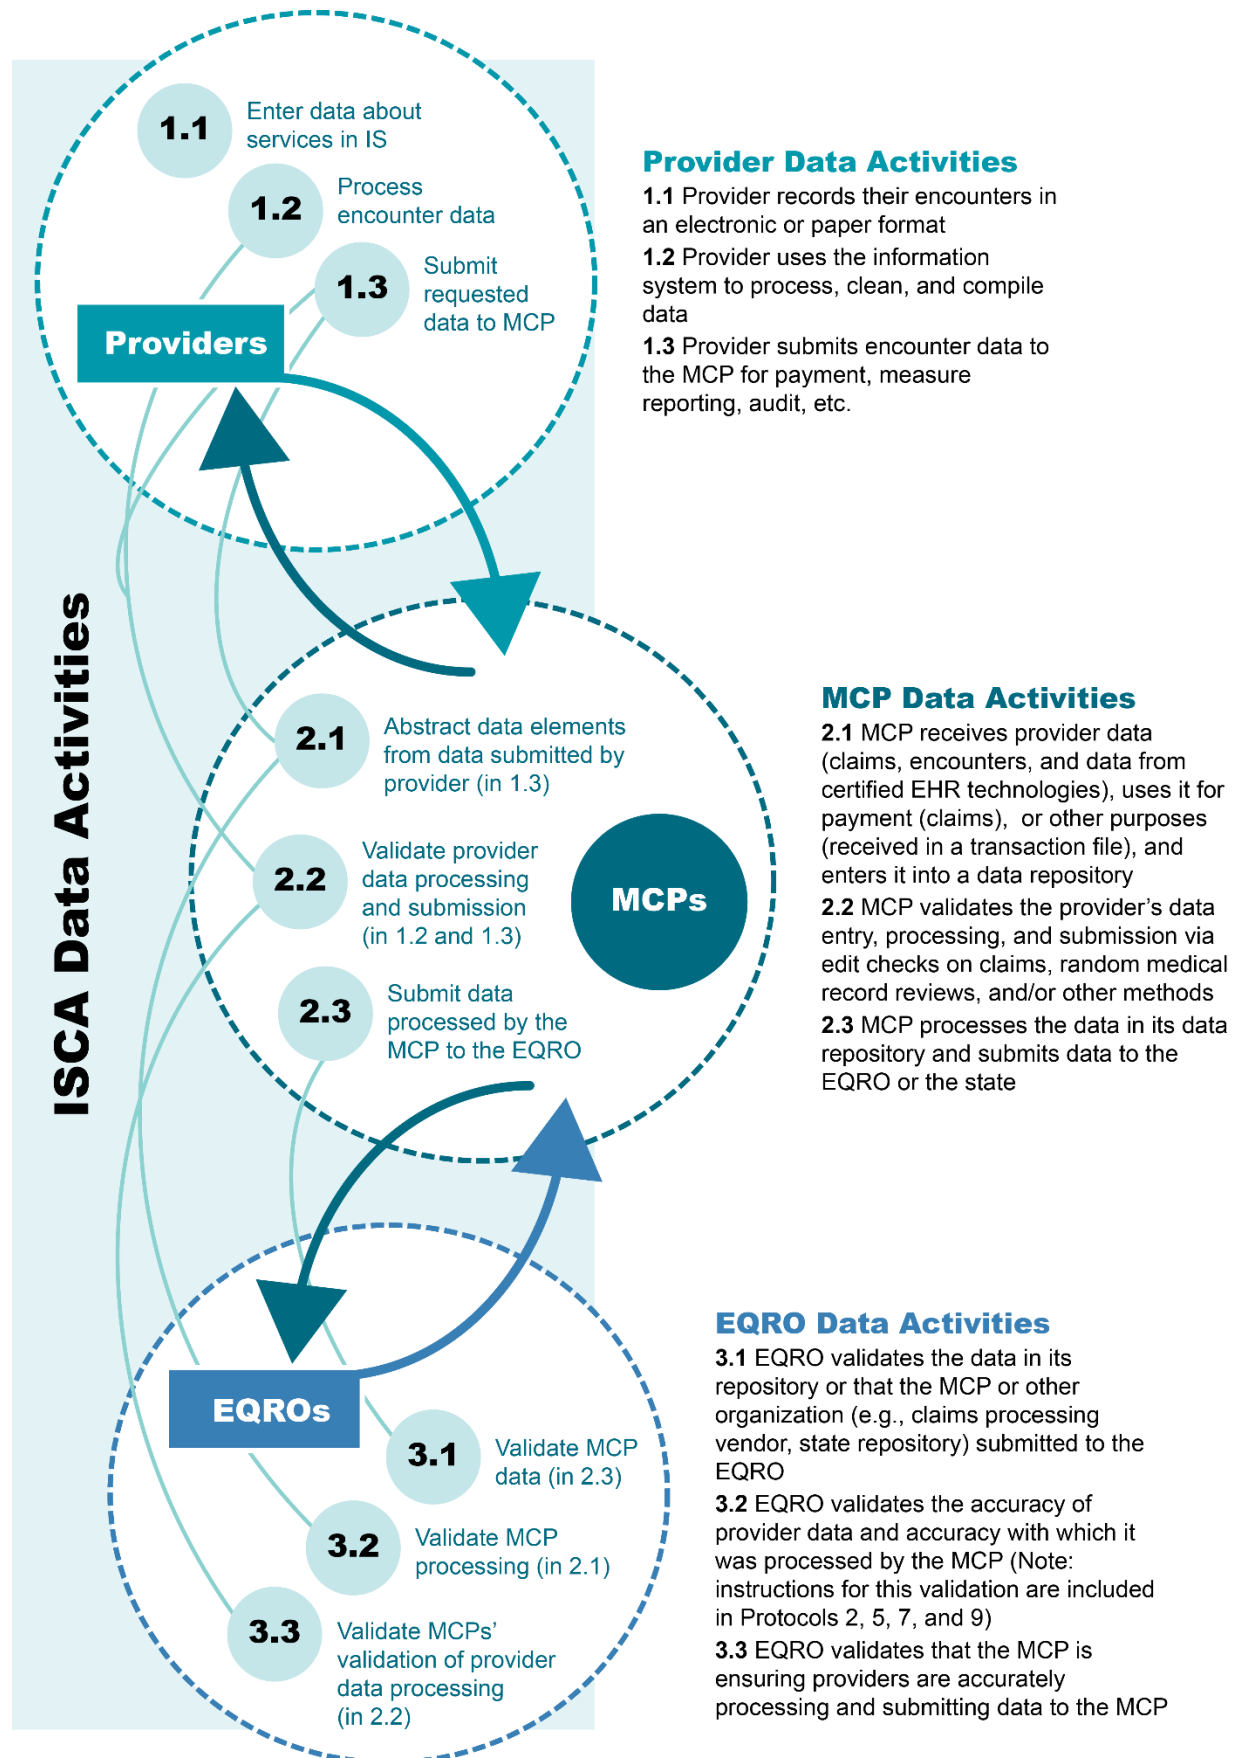 ISCA Data Activities
1.1
Enter data about
services in IS
1.2
Process
encounter data
1.3
Submit
requested
data to MCP
Providers
Provider Data Activities
1.1 Provider records their encounters in
an electronic or paper format
1.2 Provider uses the information
system to process, clean, and compile
data
1.3 Provider submits encounter data to
the MCP for payment, measure
reporting, audit, etc.
2.1
Abstract data elements
from data submitted by
provider (in 1.3)
2.2
Validate provider
data processing
and submission
(in 1.2 and 1.3)
2.3
Submit data
processed by the
MCP to the EQRO
MCPs
MCP Data Activities
2.1 MCP receives provider data
(claims, encounters, and data from
certified EHR technologies), uses it for
payment (claims),  or other purposes
(received in a transaction file), and
enters it into a data repository
2.2 MCP validates the provider’s data
entry, processing, and submission via
edit checks on claims, random medical
record reviews, and/or other methods
2.3 MCP processes the data in its data
repository and submits data to the
EQRO or the state
EQROs
3.1
Validate MCP
data (in 2.3)
3.2
Validate MCP
processing (in 2.1)
3.3
Validate MCPs’
validation of provider
data processing
(in 2.2)
EQRO Data Activities
3.1 EQRO validates the data in its
repository or that the MCP or other
organization (e.g., claims processing
vendor, state repository) submitted to the
EQRO
3.2 EQRO validates the accuracy of
provider data and accuracy with which it
was processed by the MCP (Note:
instructions for this validation are included
in Protocols 2, 5, 7, and 9)
3.3 EQRO validates that the MCP is
ensuring providers are accurately
processing and submitting data to the MCP